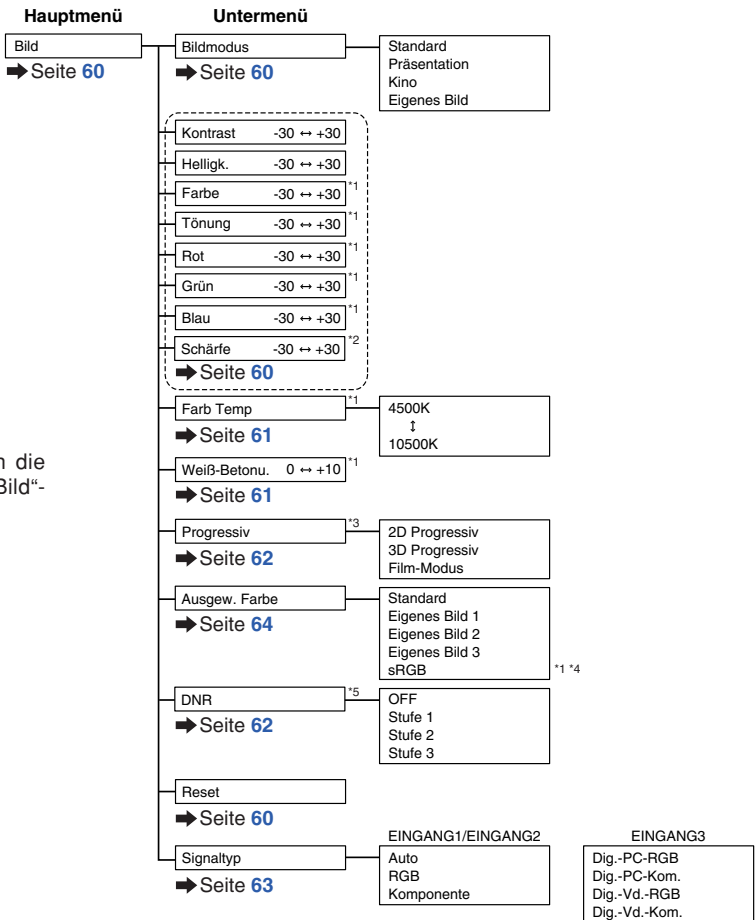 Hauptmenü Untermenü
Bild
➡ Seite 60
Bildmodus
➡ Seite 60
Standard
Präsentation
Kino
Eigenes Bild
Kontrast -30 ↔ +30
Helligk. -30 ↔ +30
Farbe -30 ↔ +30 *1
Tönung -30 ↔ +30 *1
Rot -30 ↔ +30 *1
Grün -30 ↔ +30 *1
Blau -30 ↔ +30 *1
Schärfe -30 ↔ +30 *2
➡ Seite 60
Farb Temp *1
➡ Seite 61
4500K
↕
10500K
n die
Bild“-
Weiß-Betonu. 0 ↔ +10 *1
➡ Seite 61
Progressiv *3
➡ Seite 62
2D Progressiv
3D Progressiv
Film-Modus
Ausgew. Farbe
➡ Seite 64
Standard
Eigenes Bild 1
Eigenes Bild 2
Eigenes Bild 3
sRGB *1 *4
DNR *5
➡ Seite 62
OFF
Stufe 1
Stufe 2
Stufe 3
Reset
➡ Seite 60
Signaltyp
➡ Seite 63
EINGANG1/EINGANG2
Auto
RGB
Komponente
EINGANG3
Dig.-PC-RGB
Dig.-PC-Kom.
Dig.-Vd.-RGB
Dig.-Vd.-Kom.